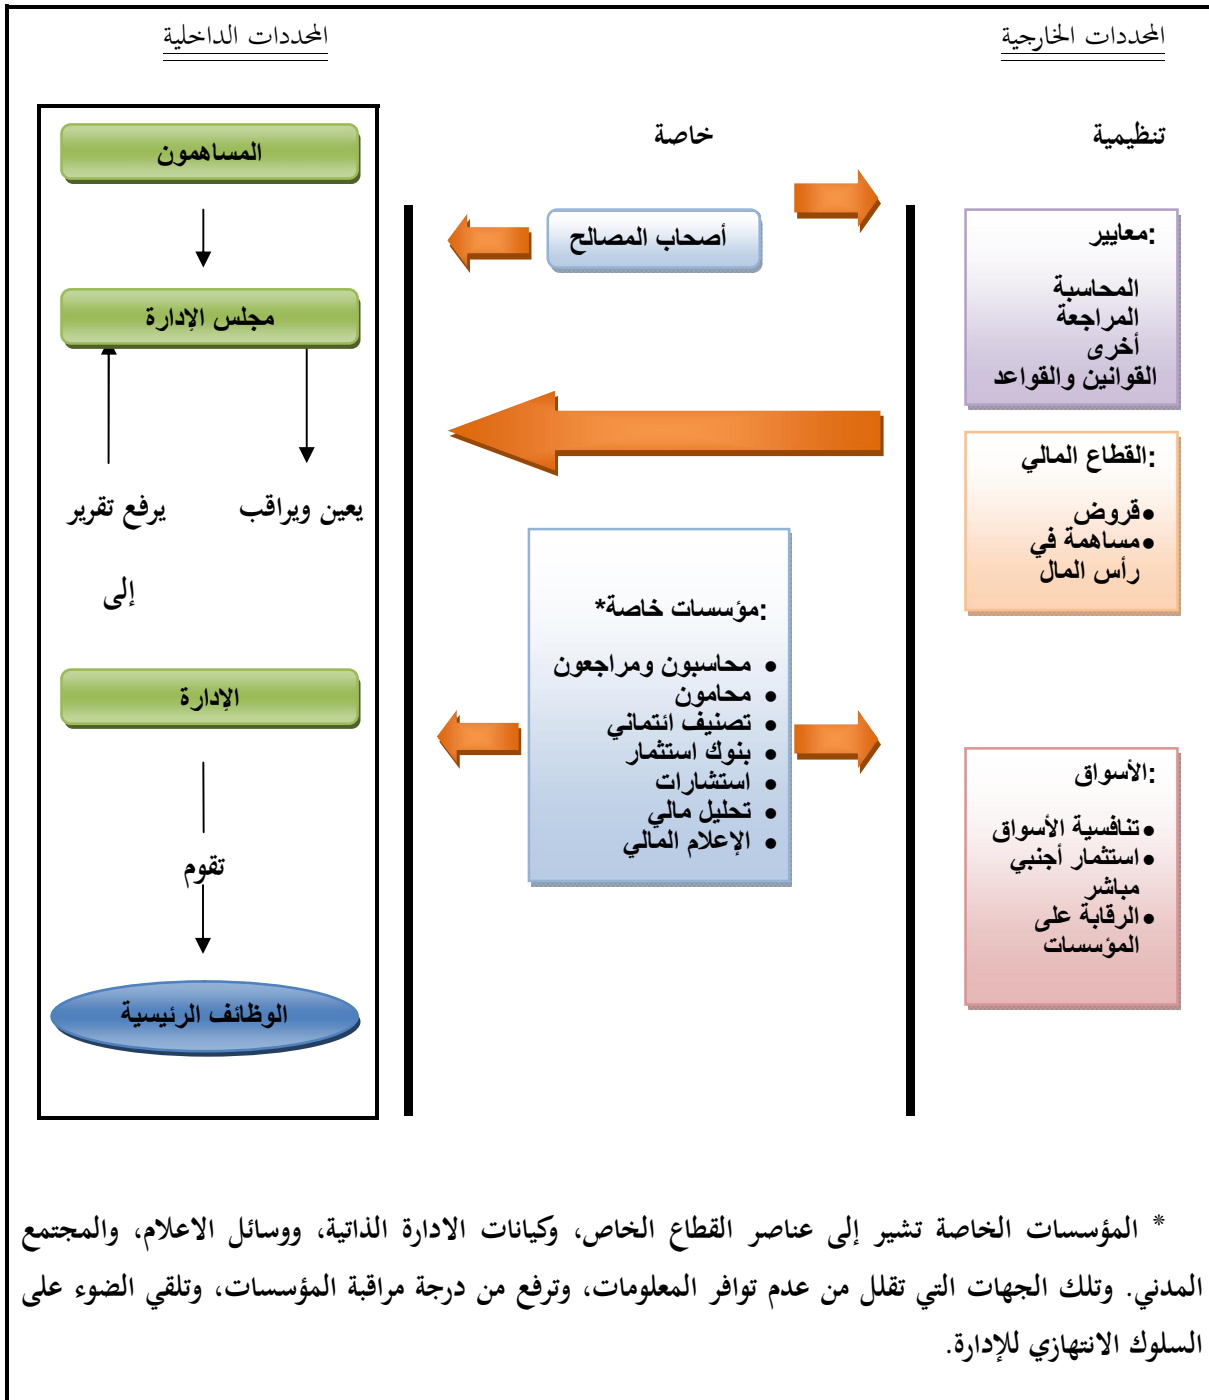 المحددات الخارجية
المحددات الداخلية
تنظيمية
خاصة
معايير:
المحاسبة
المراجعة
أخرى
القوانين والقواعد
القطاع المالي:
• قروض
• مساهمة في
رأس المال
الأسواق:
• تنافسية الأسواق
• استثمار أجنبي
مباشر
• الرقابة على
المؤسسات
أصحاب المصالح
مؤسسات خاصة*:
• محاسبون ومراجعون
• محامون
• تصنيف ائتماني
• بنوك استثمار
• استشارات
• تحليل مالي
• الإعلام المالي
المساهمون
مجلس الإدارة
يعين ويراقب
يرفع تقرير
إلى
الإدارة
تقوم
الوظائف الرئيسية
* المؤسسات الخاصة تشير إلى عناصر القطاع الخاص، وكيانات الادارة الذاتية، ووسائل الاعلام، والمجتمع
المدني. وتلك الجهات التي تقلل من عدم توافر المعلومات، وترفع من درجة مراقبة المؤسسات، وتلقي الضوء على
السلوك الانتهازي للإدارة.